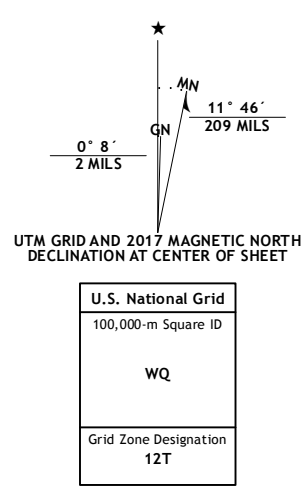 MN
11° 46´
209 MILS
GN
0° 8´
2 MILS
UTM GRID AND 2017 MAGNETIC NORTH
DECLINATION AT CENTER OF SHEET
U.S. National Grid
100,000-m Square ID
WQ
Grid Zone Designation
12T